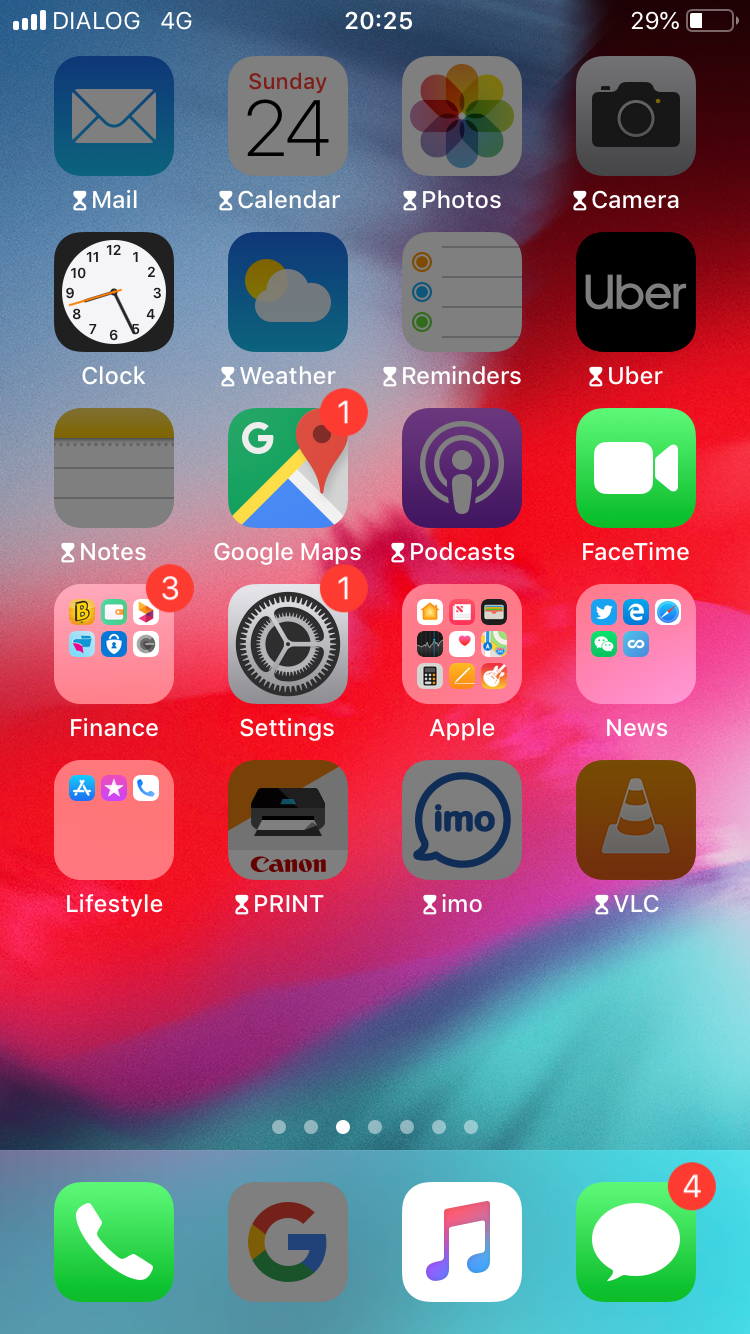 DIALOG 4G 20:25 29%
Sunday
24
Mail Calendar Photos Camera
12
11 1
10 2
9 3
8 4
7 5
6
Uber
Clock Weather Reminders Uber
G 1
Notes Google Maps Podcasts FaceTime
3 1
Finance Settings Apple News
imo
Canon
Lifestyle PRINT imo VLC
G 4